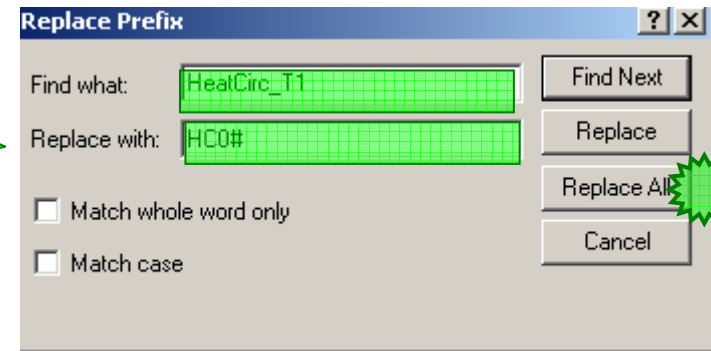 Replace Prefix
Find what: HeatCirc_T1 Find Next
Replace with: HC0# Replace
Replace All
Match whole word only
Cancel
Match case